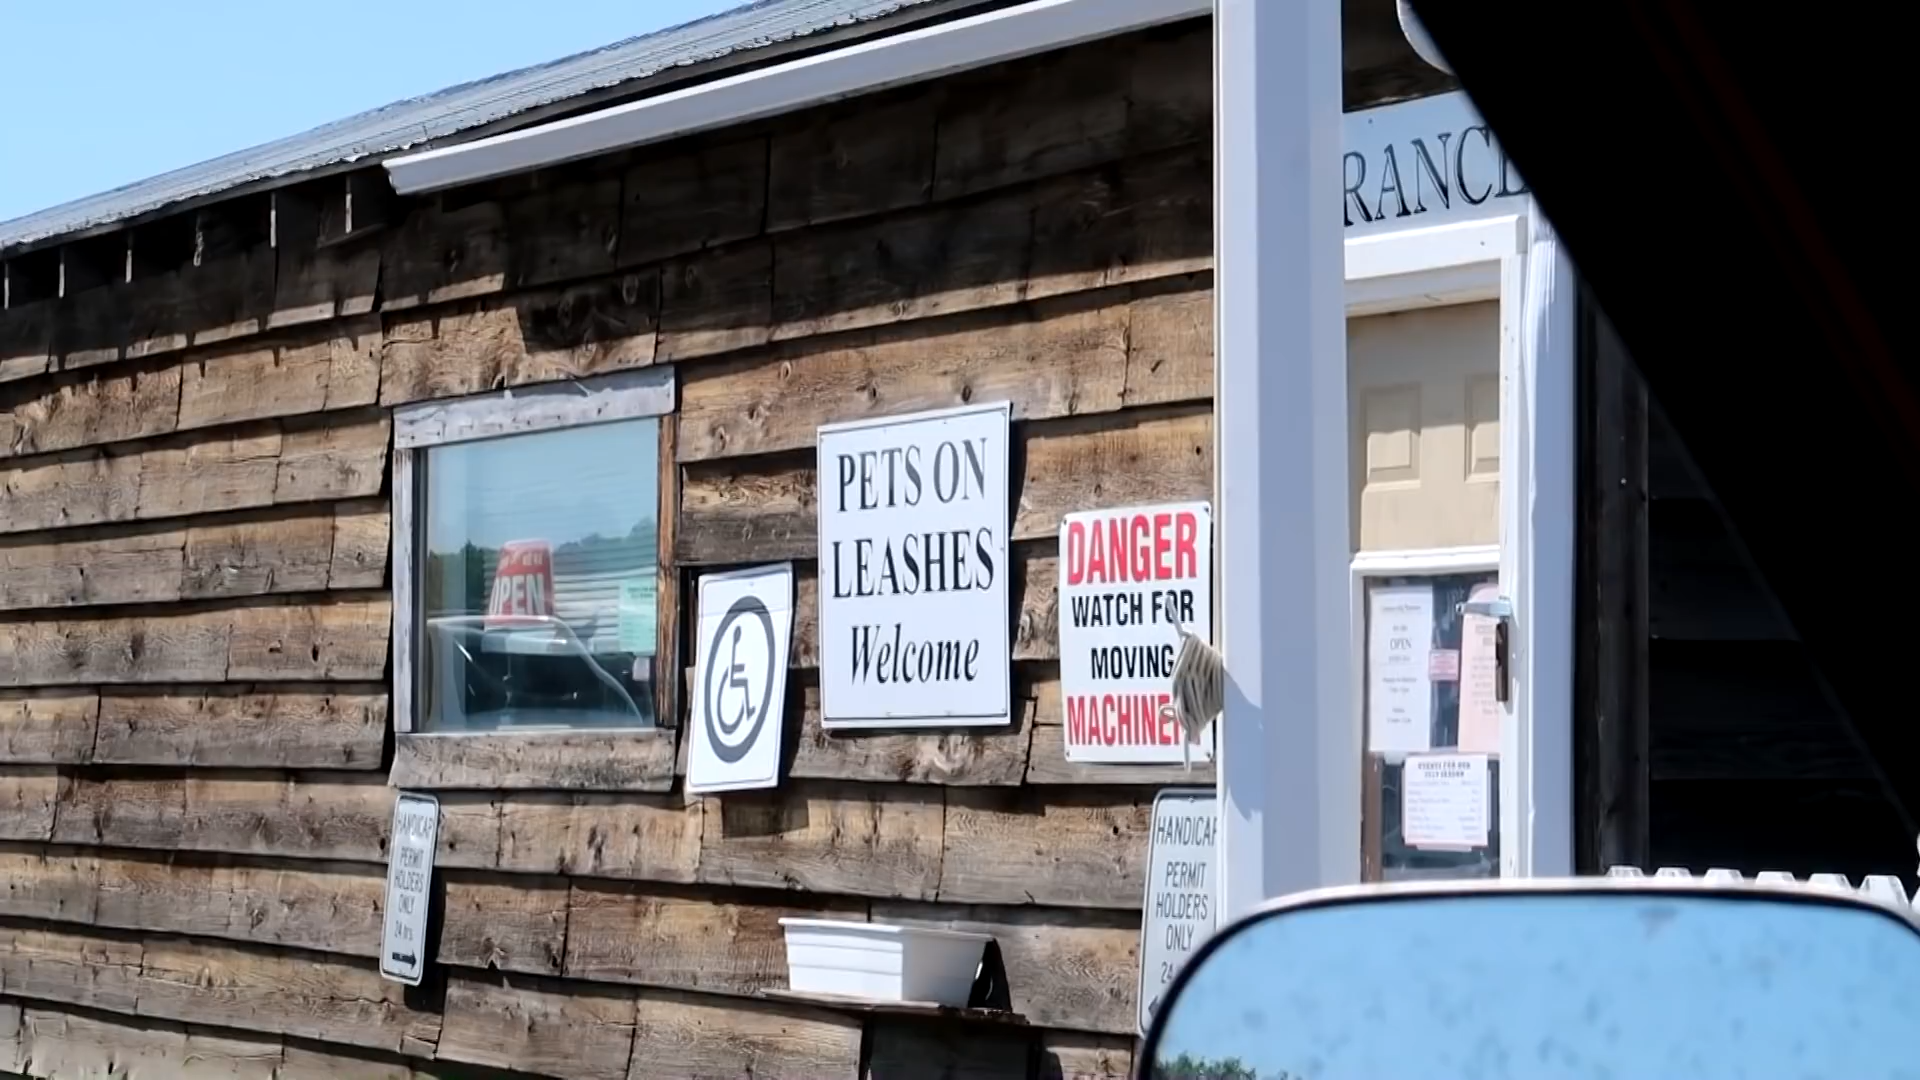 RANCE
PETS ON
LEASHES
Welcome
DANGER
WATCH FOR
MOVING
MACHINE
OPEN
HANDICAP
PERMIT
HOLDERS
ONLY
24 hrs
HANDICAP
PERMIT
HOLDERS
ONLY
24
OPEN